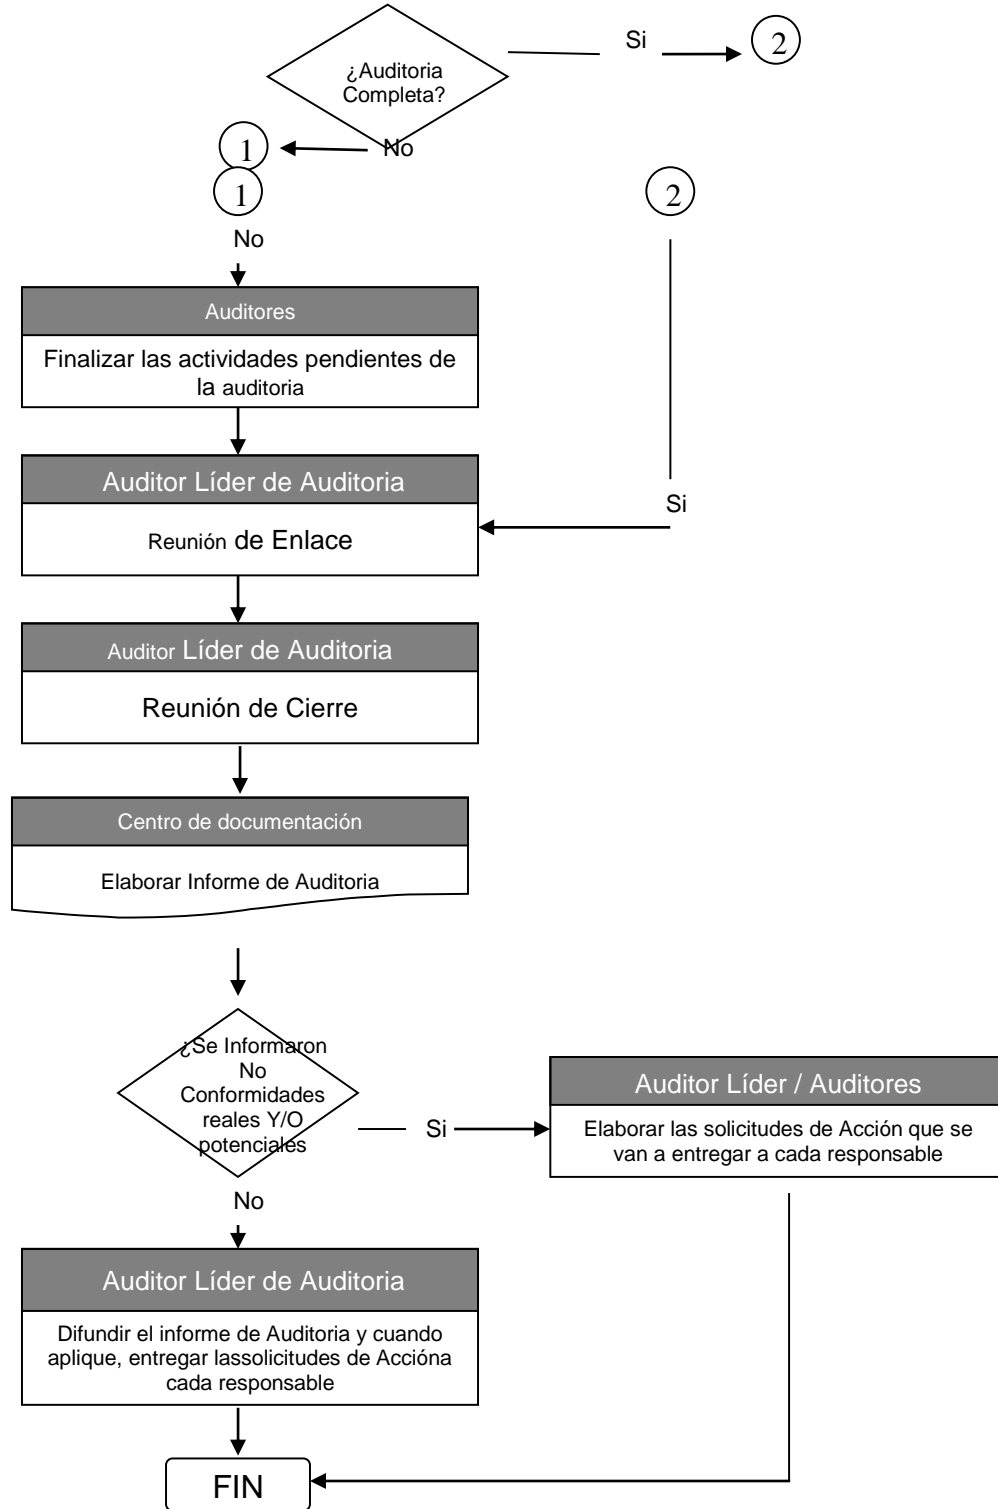 ¿Auditoria
Completa?
Si
2
No
1
1
2
No
Auditores
Finalizar las actividades pendientes de
la auditoria
Auditor Líder de Auditoria
Reunión de Enlace
Si
Auditor Líder de Auditoria
Reunión de Cierre
Centro de documentación
Elaborar Informe de Auditoria
¿Se Informaron
No
Conformidades
reales Y/O
potenciales
Si
Auditor Líder / Auditores
Elaborar las solicitudes de Acción que se
van a entregar a cada responsable
No
Auditor Líder de Auditoria
Difundir el informe de Auditoria y cuando
aplique, entregar lassolicitudes de Accióna
cada responsable
FIN